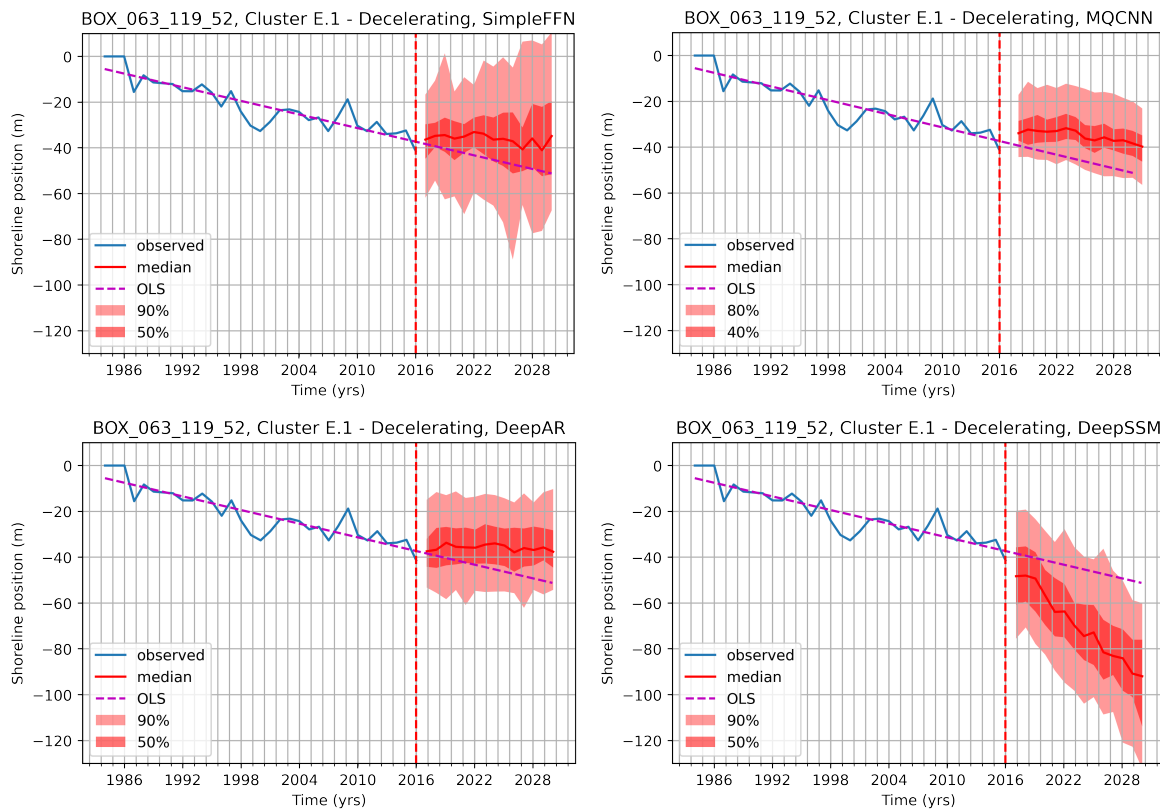 BOX_063_119_52, Cluster E.1 - Decelerating, SimpleFFN
0
−20
−40
−60
−80
−100
−120
Shoreline position (m)
observed
median
OLS
90%
50%
1986 1992 1998 2004 2010 2016 2022 2028
Time (yrs)
BOX_063_119_52, Cluster E.1 - Decelerating, MQCNN
0
−20
−40
−60
−80
−100
−120
Shoreline position (m)
observed
median
OLS
80%
40%
1986 1992 1998 2004 2010 2016 2022 2028
Time (yrs)
BOX_063_119_52, Cluster E.1 - Decelerating, DeepAR
0
−20
−40
−60
−80
−100
−120
Shoreline position (m)
observed
median
OLS
90%
50%
1986 1992 1998 2004 2010 2016 2022 2028
Time (yrs)
BOX_063_119_52, Cluster E.1 - Decelerating, DeepSSM
0
−20
−40
−60
−80
−100
−120
Shoreline position (m)
observed
median
OLS
90%
50%
1986 1992 1998 2004 2010 2016 2022 2028
Time (yrs)